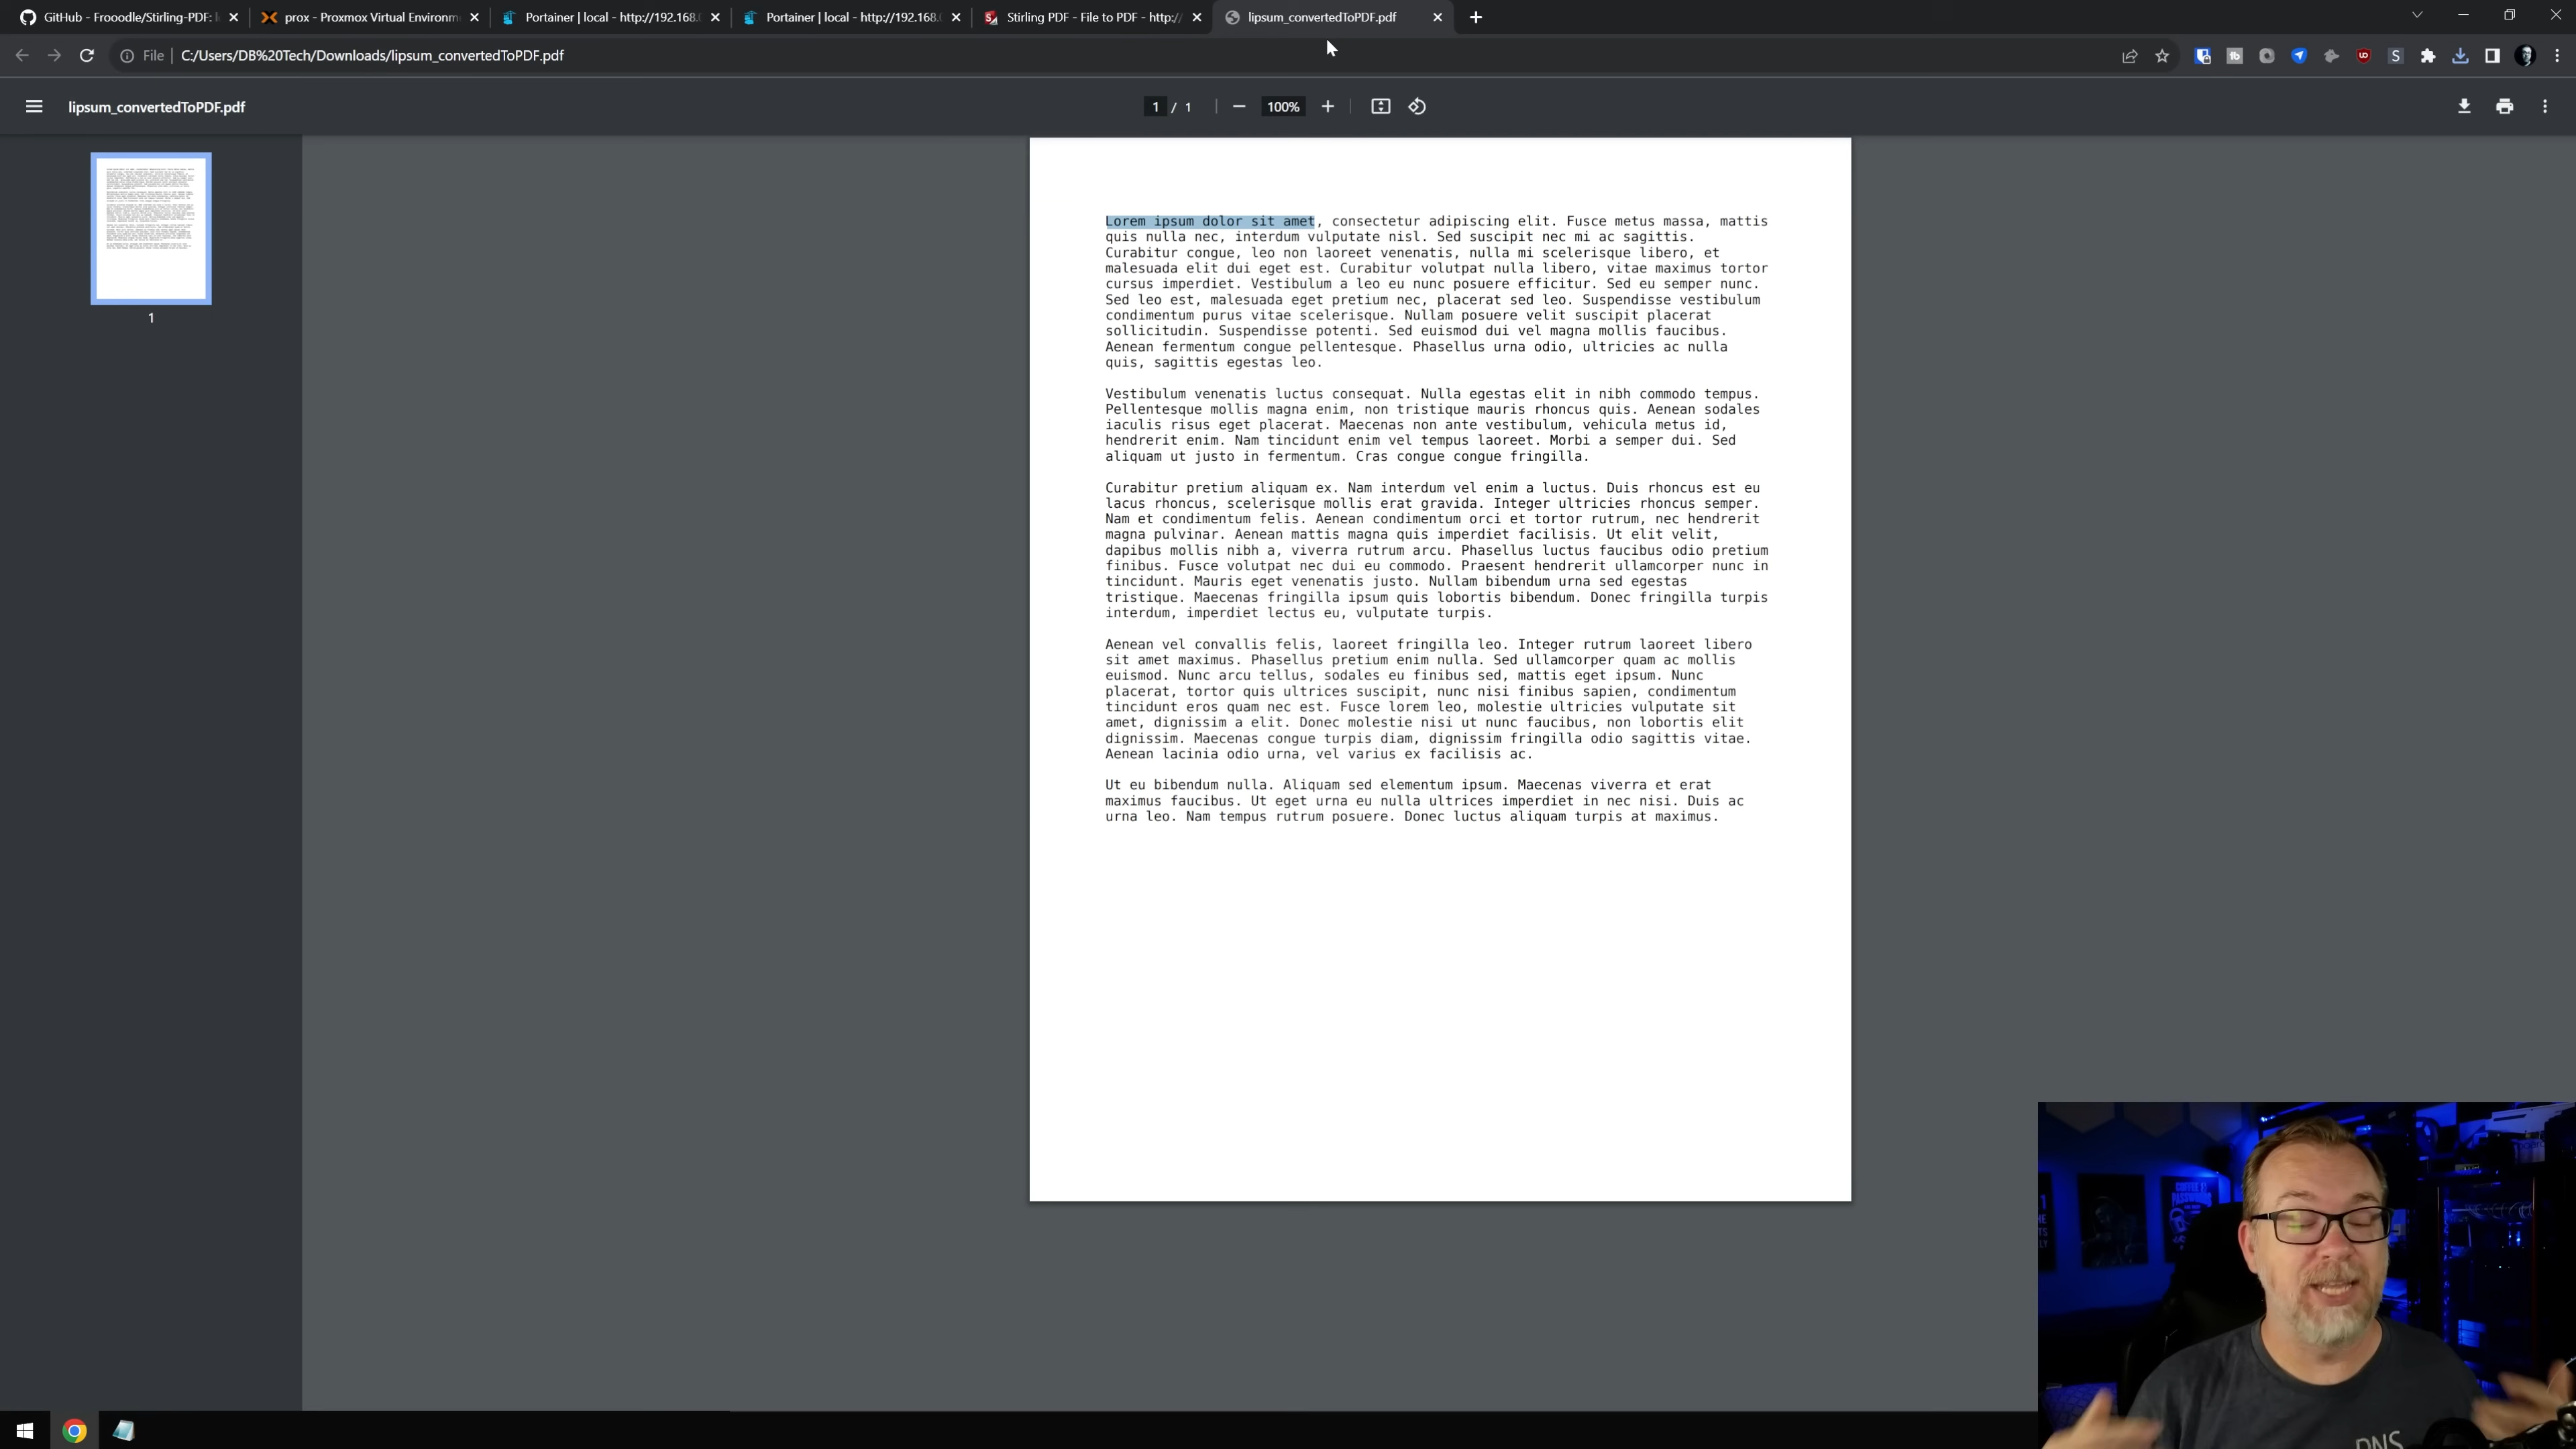 GitHub - Frooodle/Stirling-PDF:
prox - Proxmox Virtual Environm
Portainer | local - http://192.168.
Portainer | local - http://192.168.
Stirling PDF - File to PDF - http:/
lipsum_convertedToPDF.pdf
File
C:/Users/DB%20Tech/Downloads/lipsum_convertedToPDF.pdf
lipsum_convertedToPDF.pdf
1 / 1
100%
1
Lorem ipsum dolor sit amet, consectetur adipiscing elit. Fusce metus massa, mattis
quis nulla nec, interdum vulputate nisl. Sed suscipit nec mi ac sagittis.
Curabitur congue, leo non laoreet venenatis, nulla mi scelerisque libero, et
malesuada elit dui eget est. Curabitur volutpat nulla libero, vitae maximus tortor
cursus imperdiet. Vestibulum a leo eu nunc posuere efficitur. Sed eu semper nunc.
Sed leo est, malesuada eget pretium nec, placerat sed leo. Suspendisse vestibulum
condimentum purus vitae scelerisque. Nullam posuere velit suscipit placerat
sollicitudin. Suspendisse potenti. Sed euismod dui vel magna mollis faucibus.
Aenean fermentum congue pellentesque. Phasellus urna odio, ultricies ac nulla
quis, sagittis egestas leo.
Vestibulum venenatis luctus consequat. Nulla egestas elit in nibh commodo tempus.
Pellentesque mollis magna enim, non tristique mauris rhoncus quis. Aenean sodales
iaculis risus eget placerat. Maecenas non ante vestibulum, vehicula metus id,
hendrerit enim. Nam tincidunt enim vel tempus laoreet. Morbi a semper dui. Sed
aliquam ut justo in fermentum. Cras congue congue fringilla.
Curabitur pretium aliquam ex. Nam interdum vel enim a luctus. Duis rhoncus est eu
lacus rhoncus, scelerisque mollis erat gravida. Integer ultricies rhoncus semper.
Nam et condimentum felis. Aenean condimentum orci et tortor rutrum, nec hendrerit
magna pulvinar. Aenean mattis magna quis imperdiet facilisis. Ut elit velit,
dapibus mollis nibh a, viverra rutrum arcu. Phasellus luctus faucibus odio pretium
finibus. Fusce volutpat nec dui eu commodo. Praesent hendrerit ullamcorper nunc in
tincidunt. Mauris eget venenatis justo. Nullam bibendum urna sed egestas
tristique. Maecenas fringilla ipsum quis lobortis bibendum. Donec fringilla turpis
interdum, imperdiet lectus eu, vulputate turpis.
Aenean vel convallis felis, laoreet fringilla leo. Integer rutrum laoreet libero
sit amet maximus. Phasellus pretium enim nulla. Sed ullamcorper quam ac mollis
euismod. Nunc arcu tellus, sodales eu finibus sed, mattis eget ipsum. Nunc
placerat, tortor quis ultrices suscipit, nunc nisi finibus sapien, condimentum
tincidunt eros quam nec est. Fusce lorem leo, molestie ultricies vulputate sit
amet, dignissim a elit. Donec molestie nisi ut nunc faucibus, non lobortis elit
dignissim. Maecenas congue turpis diam, dignissim fringilla odio sagittis vitae.
Aenean lacinia odio urna, vel varius ex facilisis ac.
Ut eu bibendum nulla. Aliquam sed elementum ipsum. Maecenas viverra et erat
maximus faucibus. Ut eget urna eu nulla ultrices imperdiet in nec nisi. Duis ac
urna leo. Nam tempus rutrum posuere. Donec luctus aliquam turpis at maximus.
COFFEE
PASSWORDS
DNS